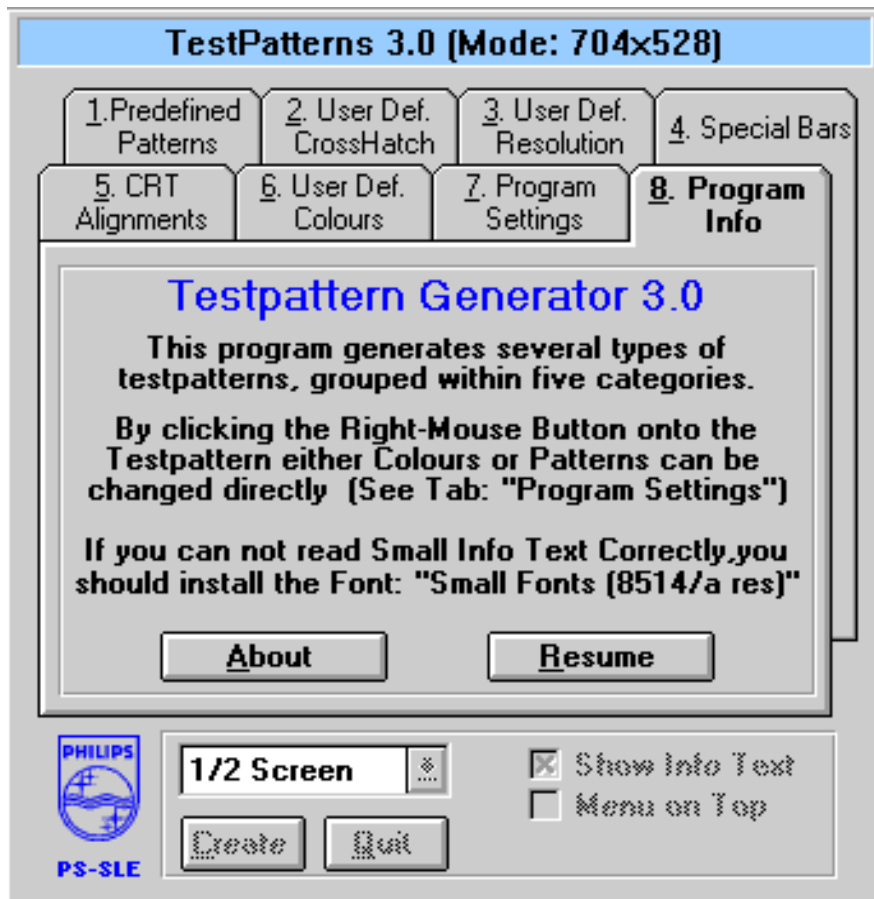 TestPatterns 3.0 (Mode: 704x528)
1.Predefined Patterns
2. User Def. CrossHatch
3. User Def. Resolution
4. Special Bars
5. CRT Alignments
6. User Def. Colours
7. Program Settings
8. Program Info
Testpattern Generator 3.0
This program generates several types of
testpatterns, grouped within five categories.
By clicking the Right-Mouse Button onto the
Testpattern either Colours or Patterns can be
changed directly (See Tab: "Program Settings")
If you can not read Small Info Text Correctly,you
should install the Font: "Small Fonts (8514/a res)"
About
Resume
PHILIPS
PS-SLE
1/2 Screen
Show Info Text
Menu on Top
Create
Quit